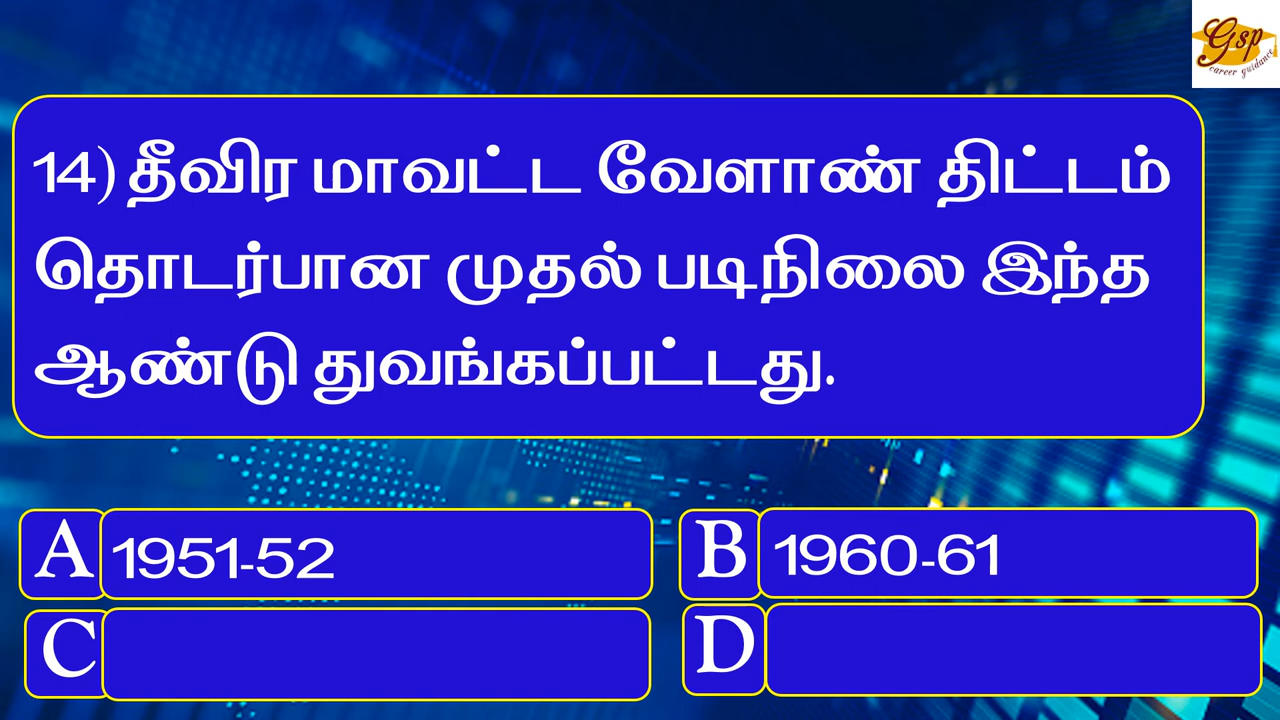 Gsp
career guidance
14) தீவிர மாவட்ட வேளாண் திட்டம்
தொடர்பான முதல் படிநிலை இந்த
ஆண்டு துவங்கப்பட்டது.
A 1951-52
B 1960-61
C
D